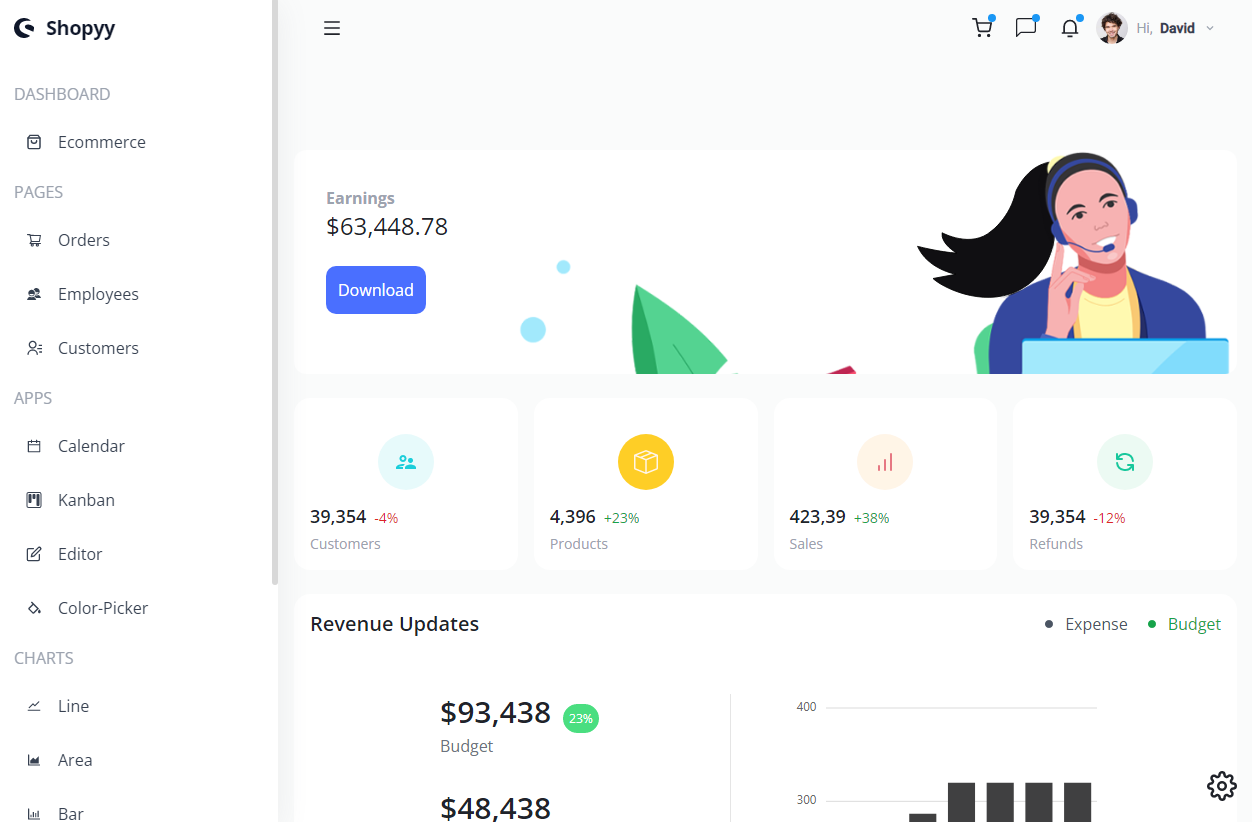 Shopyy
DASHBOARD
Ecommerce
PAGES
Orders
Employees
Customers
APPS
Calendar
Kanban
Editor
Color-Picker
CHARTS
Line
Area
Bar
Hi, David
Earnings
$63,448.78
Download
39,354 -4%
Customers
4,396 +23%
Products
423,39 +38%
Sales
39,354 -12%
Refunds
Revenue Updates
Expense
Budget
$93,438 23%
Budget
$48,438
400
300